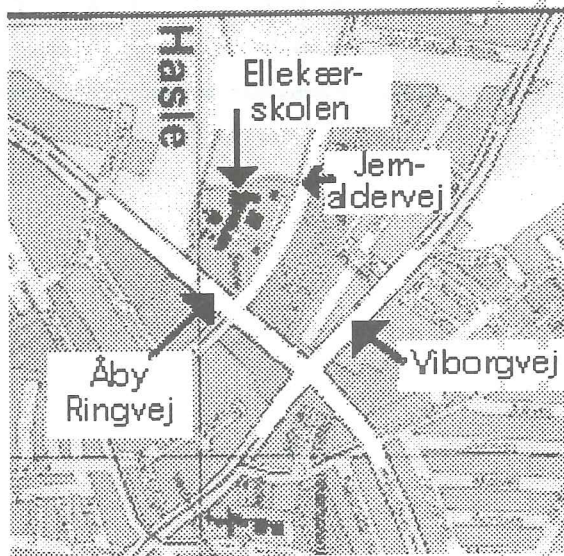 Hasle
Ellekær-
skolen
Jern-
aldervej
Åby
Ringvej
Viborgvej